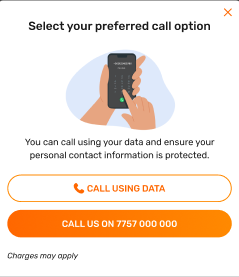 Select your preferred call option
You can call using your data and ensure your
personal contact information is protected.
CALL USING DATA
CALL US ON 7757 000 000
Charges may apply